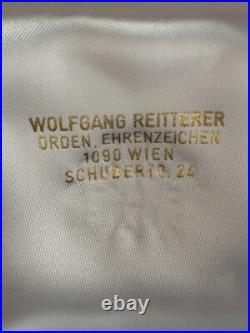 WOLFGANG REITTERER
ORDEN, EHRENZEICHEN
1090 WIEN
SCHUBERTG. 24